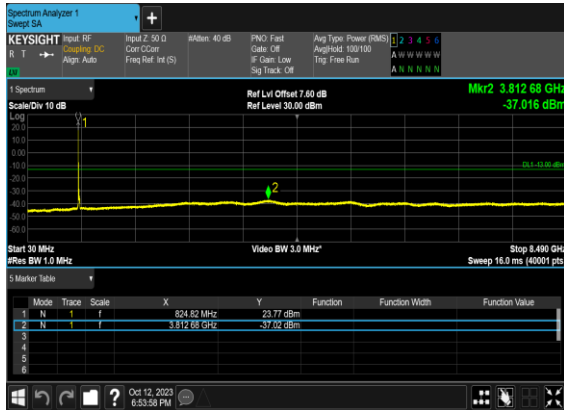 Spectrum Analyzer 1
Swept SA
+
KEYSIGHT
R T
LXI
Input: RF
Coupling: DC
Align: Auto
Input Z: 50 Ω
Corr CCorr
Freq Ref: Int (S)
#Atten: 40 dB
PNO: Fast
Gate: Off
IF Gain: Low
Sig Track: Off
Avg Type: Power (RMS)
Avg|Hold: 100/100
Trig: Free Run
1 2 3 4 5 6
A W W W W W
A N N N N N
1 Spectrum
Scale/Div 10 dB
Ref Lvl Offset 7.60 dB
Ref Level 30.00 dBm
Mkr2 3.812 68 GHz
-37.016 dBm
Log
1
20.0
10.0
0.00
-10.0
DL1 -13.00 dBm
-20.0
2
-30.0
-40.0
-50.0
-60.0
Start 30 MHz
#Res BW 1.0 MHz
Video BW 3.0 MHz*
Stop 8.490 GHz
Sweep 16.0 ms (40001 pts)
5 Marker Table
Mode Trace Scale X Y Function Function Width Function Value
1 N 1 f 824.82 MHz 23.77 dBm
2 N 1 f 3.812 68 GHz -37.02 dBm
3
4
5
6
?
Oct 12, 2023
6:53:58 PM